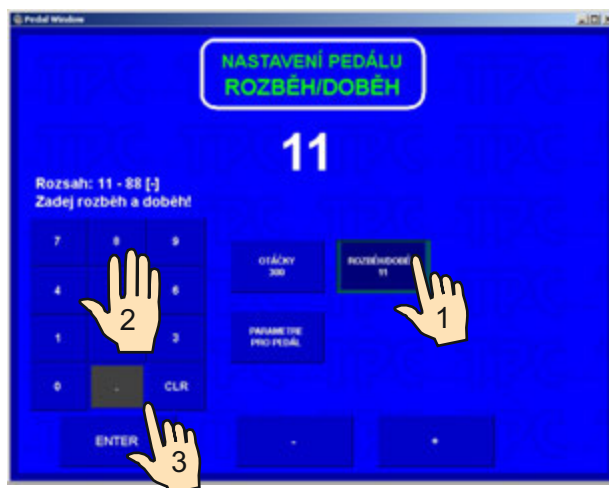 Pedal Window
NASTAVENÍ PEDÁLU
ROZBĚH/DOBĚH
11
Rozsah: 11 - 88 [-]
Zadej rozběh a doběh!
7 8 9
OTÁČKY
300
ROZBĚH/DOBĚ
11
4 6
2
1
1 3
PARAMETRE
PRO PEDÁL
0 . CLR
ENTER - +
3